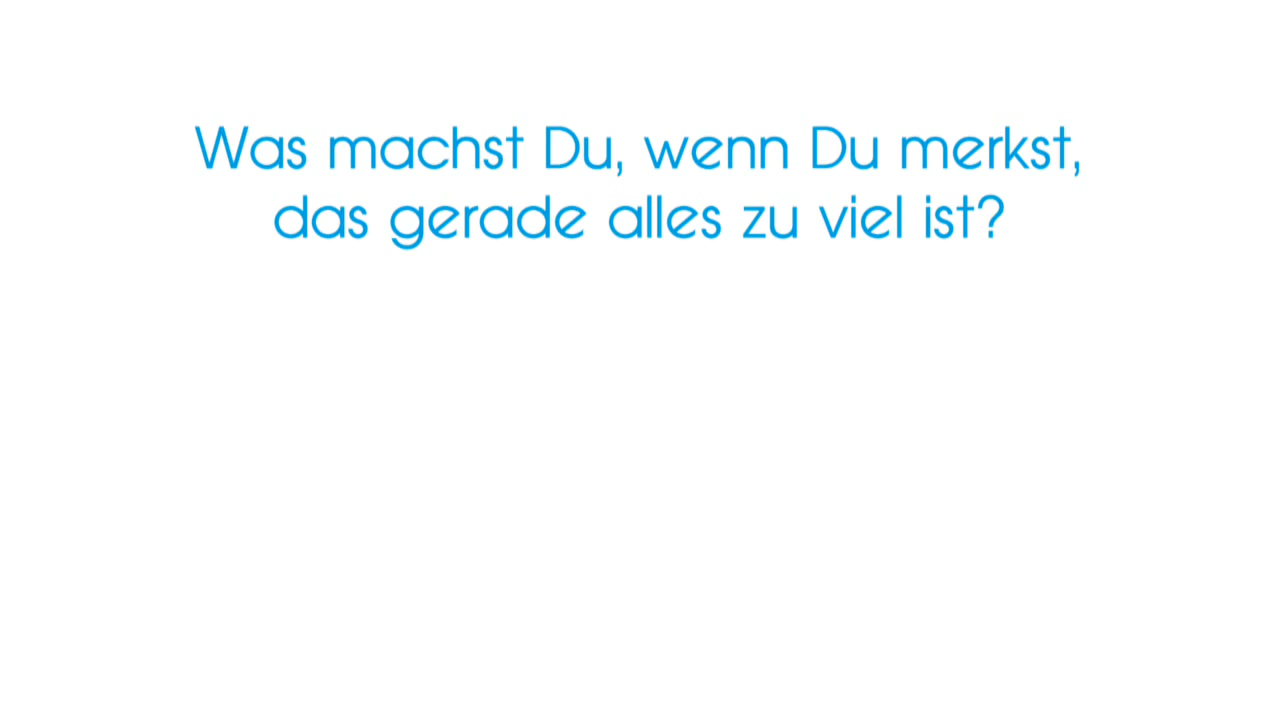 Was machst Du, wenn Du merkst,
das gerade alles zu viel ist?